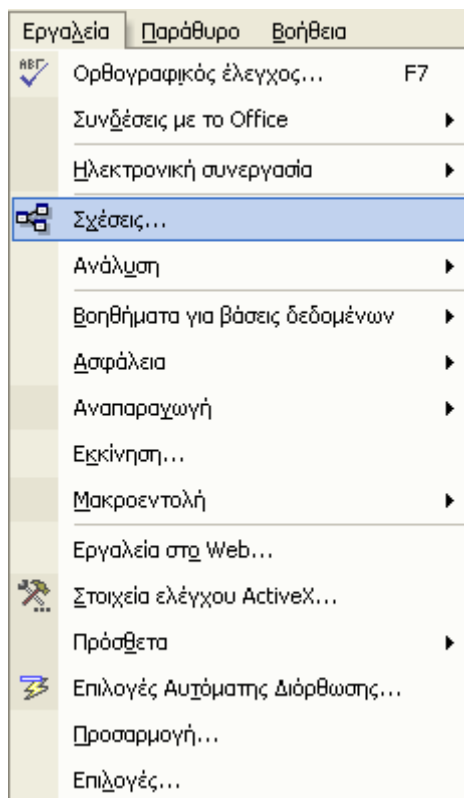 Εργαλεία Παράθυρο Βοήθεια
ABC Ορθογραφικός έλεγχος... F7
Συνδέσεις με το Office
Ηλεκτρονική συνεργασία
Σχέσεις...
Ανάλυση
Βοηθήματα για βάσεις δεδομένων
Ασφάλεια
Αναπαραγωγή
Εκκίνηση...
Μακροεντολή
Εργαλεία στο Web...
Στοιχεία ελέγχου ActiveX...
Πρόσθετα
Επιλογές Αυτόματης Διόρθωσης...
Προσαρμογή...
Επιλογές...